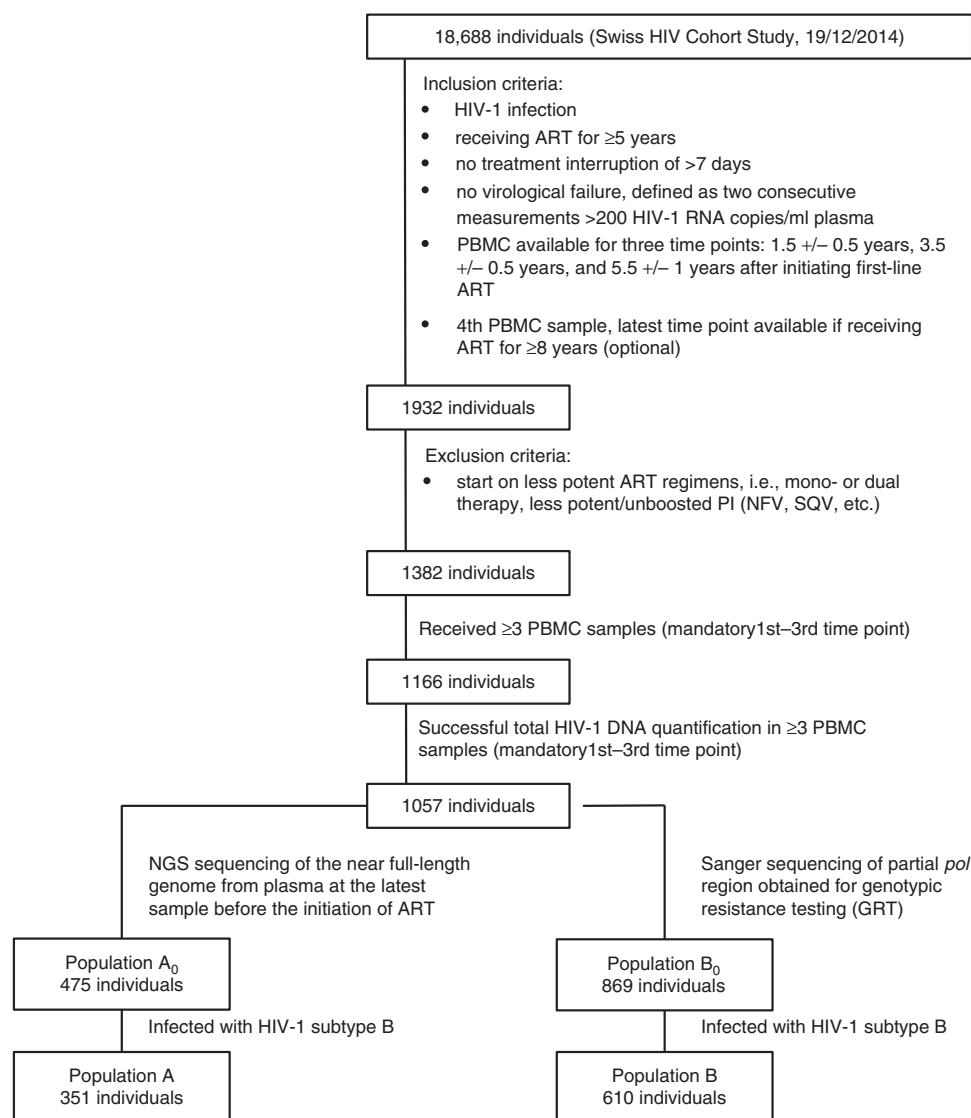 18,688 individuals (Swiss HIV Cohort Study, 19/12/2014)
Inclusion criteria:
• HIV-1 infection
• receiving ART for ≥5 years
• no treatment interruption of >7 days
• no virological failure, defined as two consecutive
measurements >200 HIV-1 RNA copies/ml plasma
• PBMC available for three time points: 1.5 +/– 0.5 years, 3.5
+/– 0.5 years, and 5.5 +/– 1 years after initiating first-line
ART
• 4th PBMC sample, latest time point available if receiving
ART for ≥8 years (optional)
1932 individuals
Exclusion criteria:
• start on less potent ART regimens, i.e., mono- or dual
therapy, less potent/unboosted PI (NFV, SQV, etc.)
1382 individuals
Received ≥3 PBMC samples (mandatory1st–3rd time point)
1166 individuals
Successful total HIV-1 DNA quantification in ≥3 PBMC
samples (mandatory1st–3rd time point)
1057 individuals
NGS sequencing of the near full-length
genome from plasma at the latest
sample before the initiation of ART
Sanger sequencing of partial pol
region obtained for genotypic
resistance testing (GRT)
Population A₀
475 individuals
Population B₀
869 individuals
Infected with HIV-1 subtype B
Infected with HIV-1 subtype B
Population A
351 individuals
Population B
610 individuals